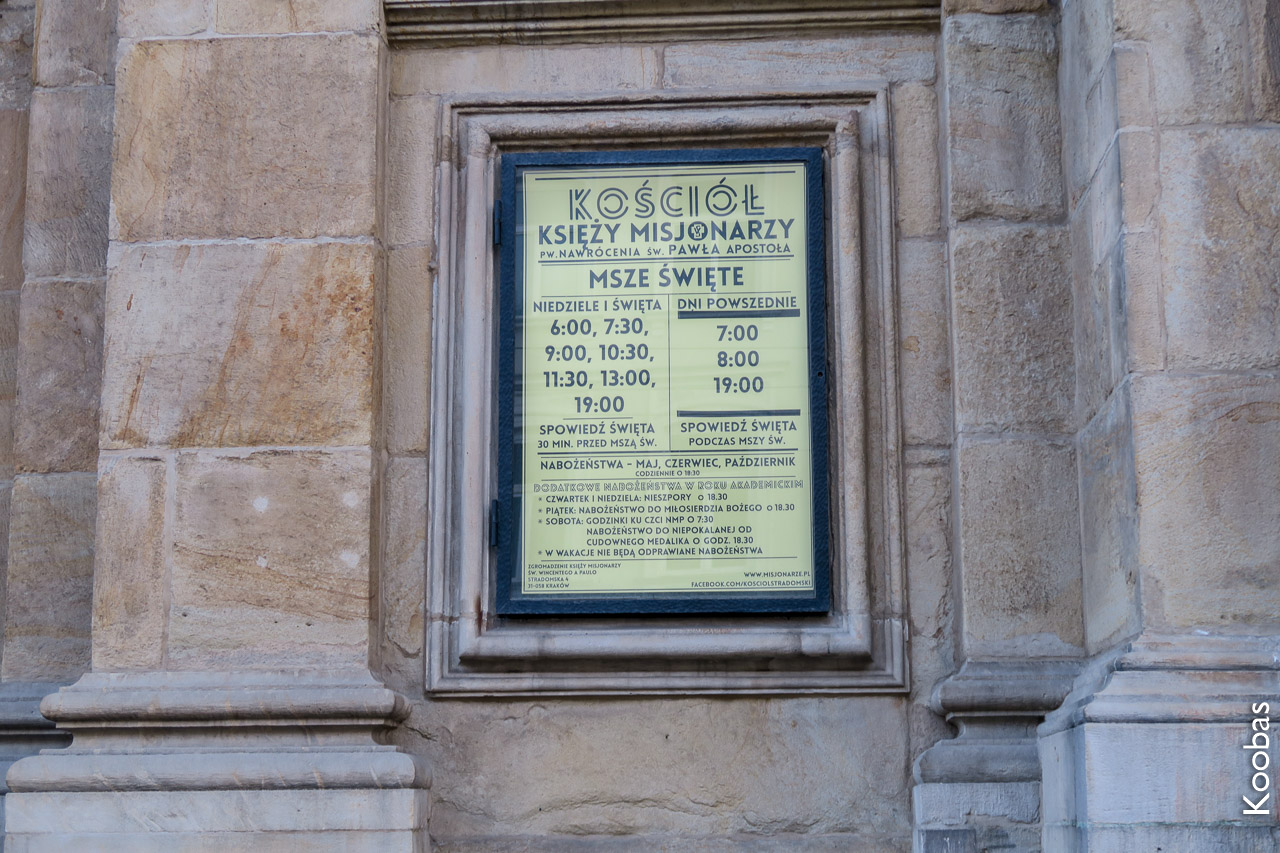 KOŚCIÓŁ
KSIĘŻY MISJONARZY
PW. NAWRÓCENIA ŚW. PAWŁA APOSTOŁA
MSZE ŚWIĘTE
NIEDZIELE I ŚWIĘTA
6:00, 7:30,
9:00, 10:30,
11:30, 13:00,
19:00
SPOWIEDŹ ŚWIĘTA
30 MIN. PRZED MSZĄ ŚW.
DNI POWSZEDNIE
7:00
8:00
19:00
SPOWIEDŹ ŚWIĘTA
PODCZAS MSZY ŚW.
NABOŻEŃSTWA - MAJ, CZERWIEC, PAŹDZIERNIK
CODZIENNIE O 18:30
DODATKOWE NABOŻEŃSTWA W ROKU AKADEMICKIM
* CZWARTEK I NIEDZIELA: NIESZPORY O 18.30
* PIĄTEK: NABOŻEŃSTWO DO MIŁOSIERDZIA BOŻEGO O 18.30
* SOBOTA: GODZINKI KU CZCI NMP O 7:30
NABOŻEŃSTWO DO NIEPOKALANEJ OD
CUDOWNEGO MEDALIKA O GODZ. 18.30
* W WAKACJE NIE BĘDĄ ODPRAWIANE NABOŻEŃSTWA
ZGROMADZENIE KSIĘŻY MISJONARZY
ŚW. WINCENTEGO A PAULO
STRADOMSKA 4
31-058 KRAKÓW
WWW.MISJONARZE.PL
FACEBOOK.COM/KOSCIOLSTRADOMSKI
Koobas